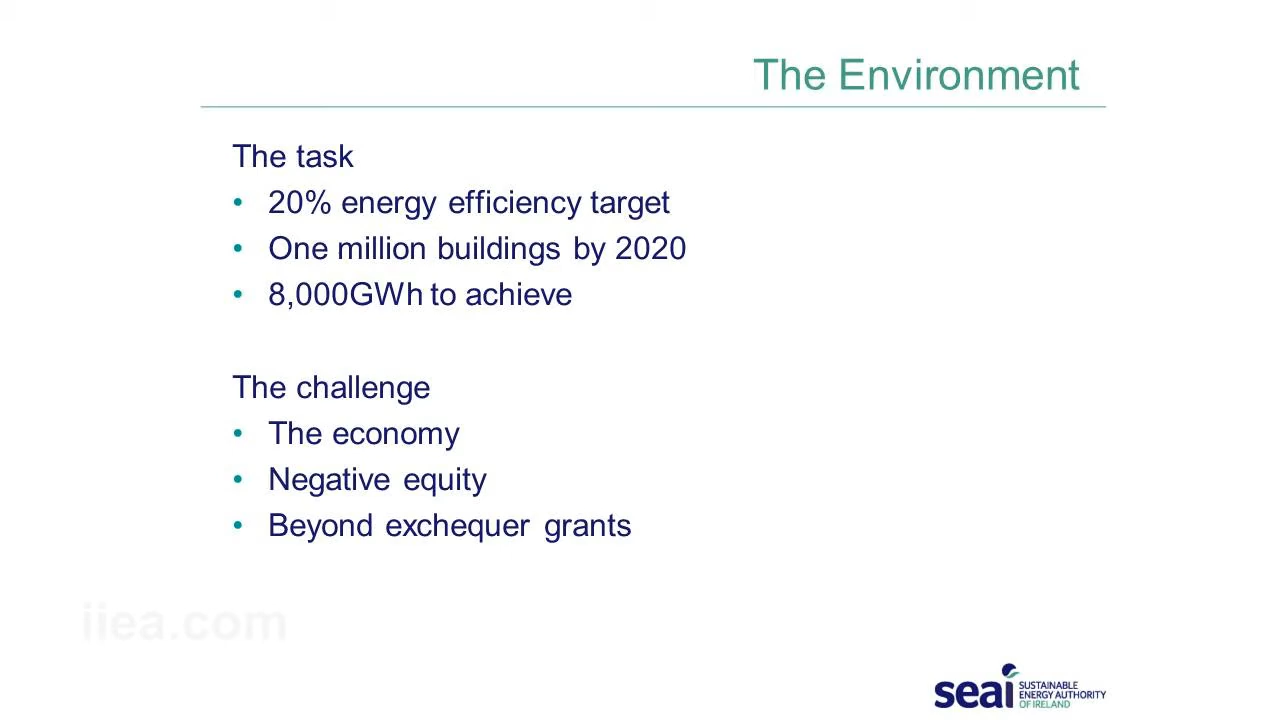 The Environment
The task
• 20% energy efficiency target
• One million buildings by 2020
• 8,000GWh to achieve
The challenge
• The economy
• Negative equity
• Beyond exchequer grants
iiea.com
seai
SUSTAINABLE
ENERGY AUTHORITY
OF IRELAND